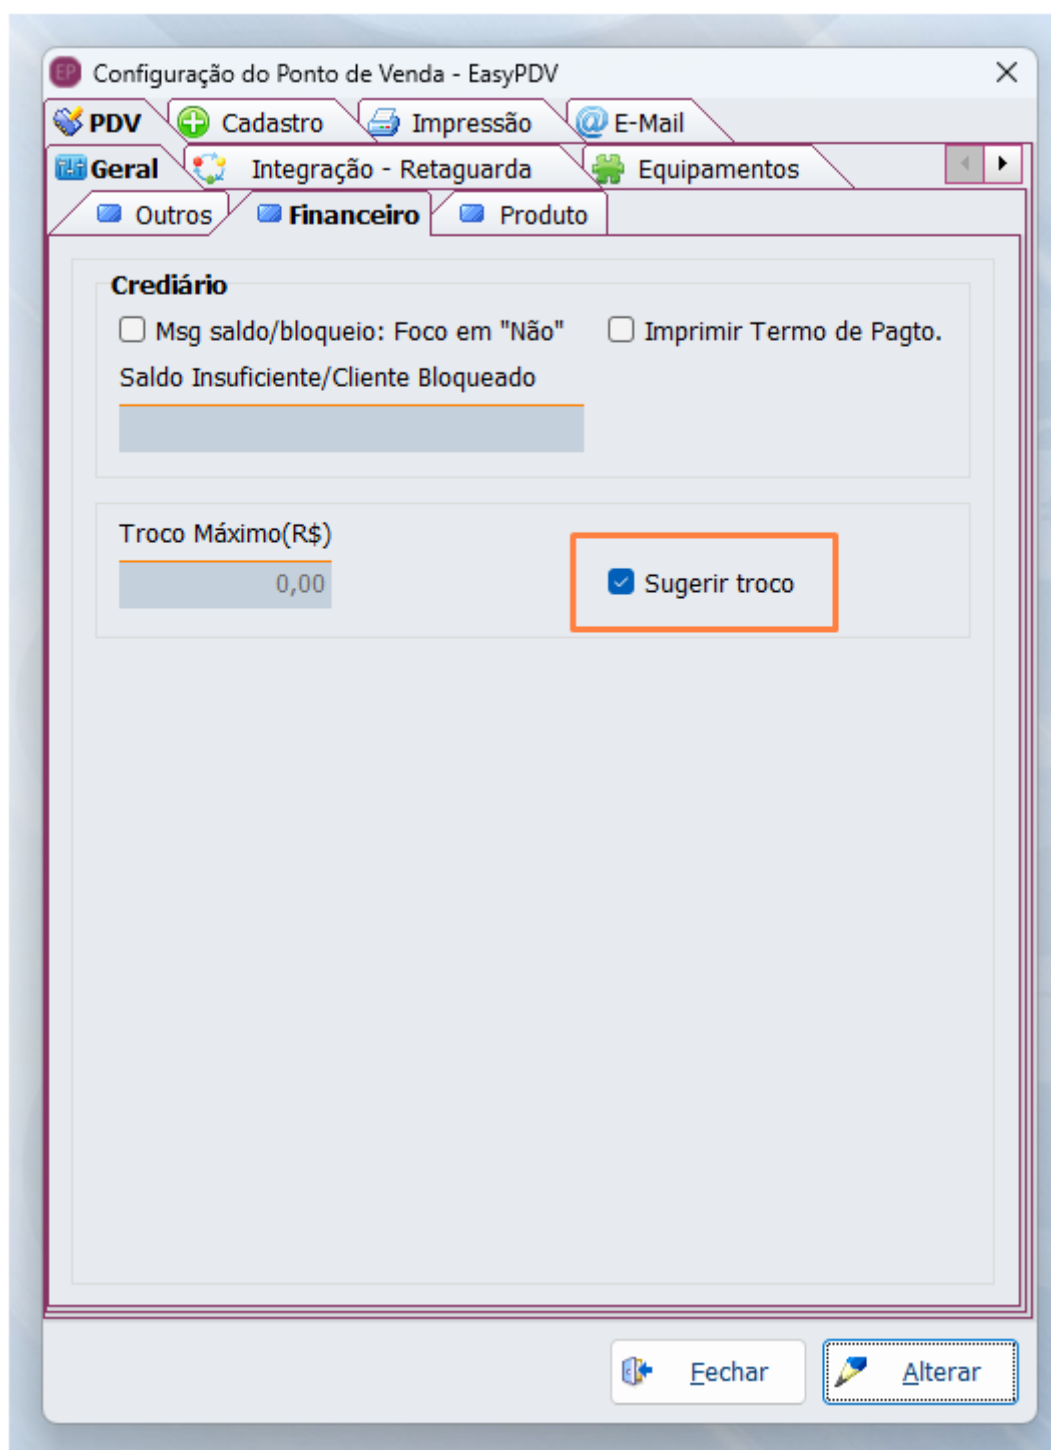 EP Configuração do Ponto de Venda - EasyPDV
PDV Cadastro Impressão E-Mail
Geral Integração - Retaguarda Equipamentos
Outros Financeiro Produto
Crediário
Msg saldo/bloqueio: Foco em "Não" Imprimir Termo de Pagto.
Saldo Insuficiente/Cliente Bloqueado
Troco Máximo(R$)
0,00 Sugerir troco
Fechar Alterar